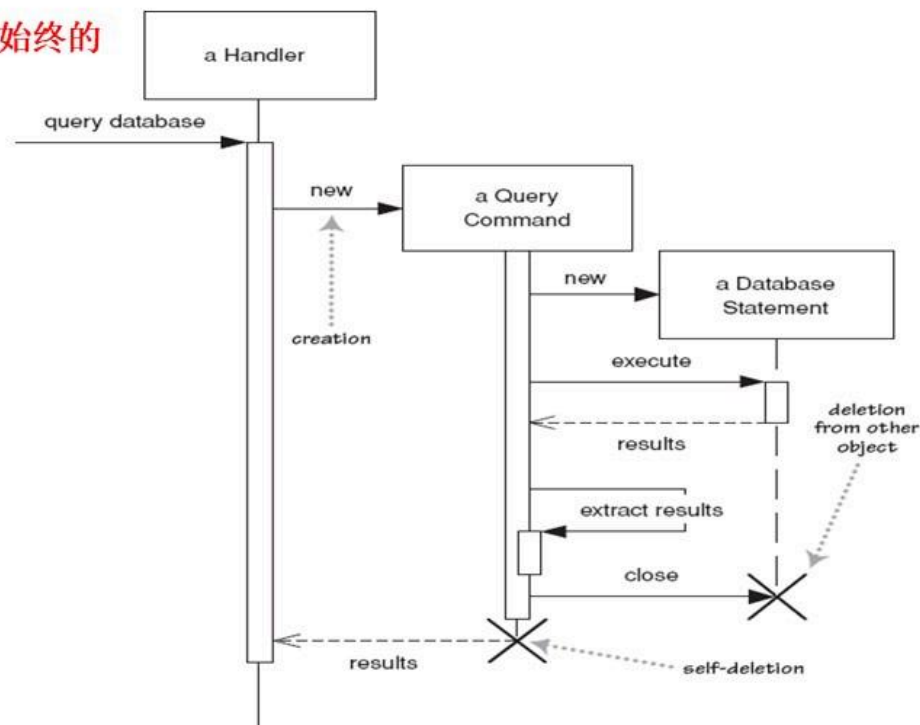 始终的
a Handler
query database
new
a Query
Command
new
a Database
Statement
creation
execute
deletion
from other
object
results
extract results
close
results
self-deletion